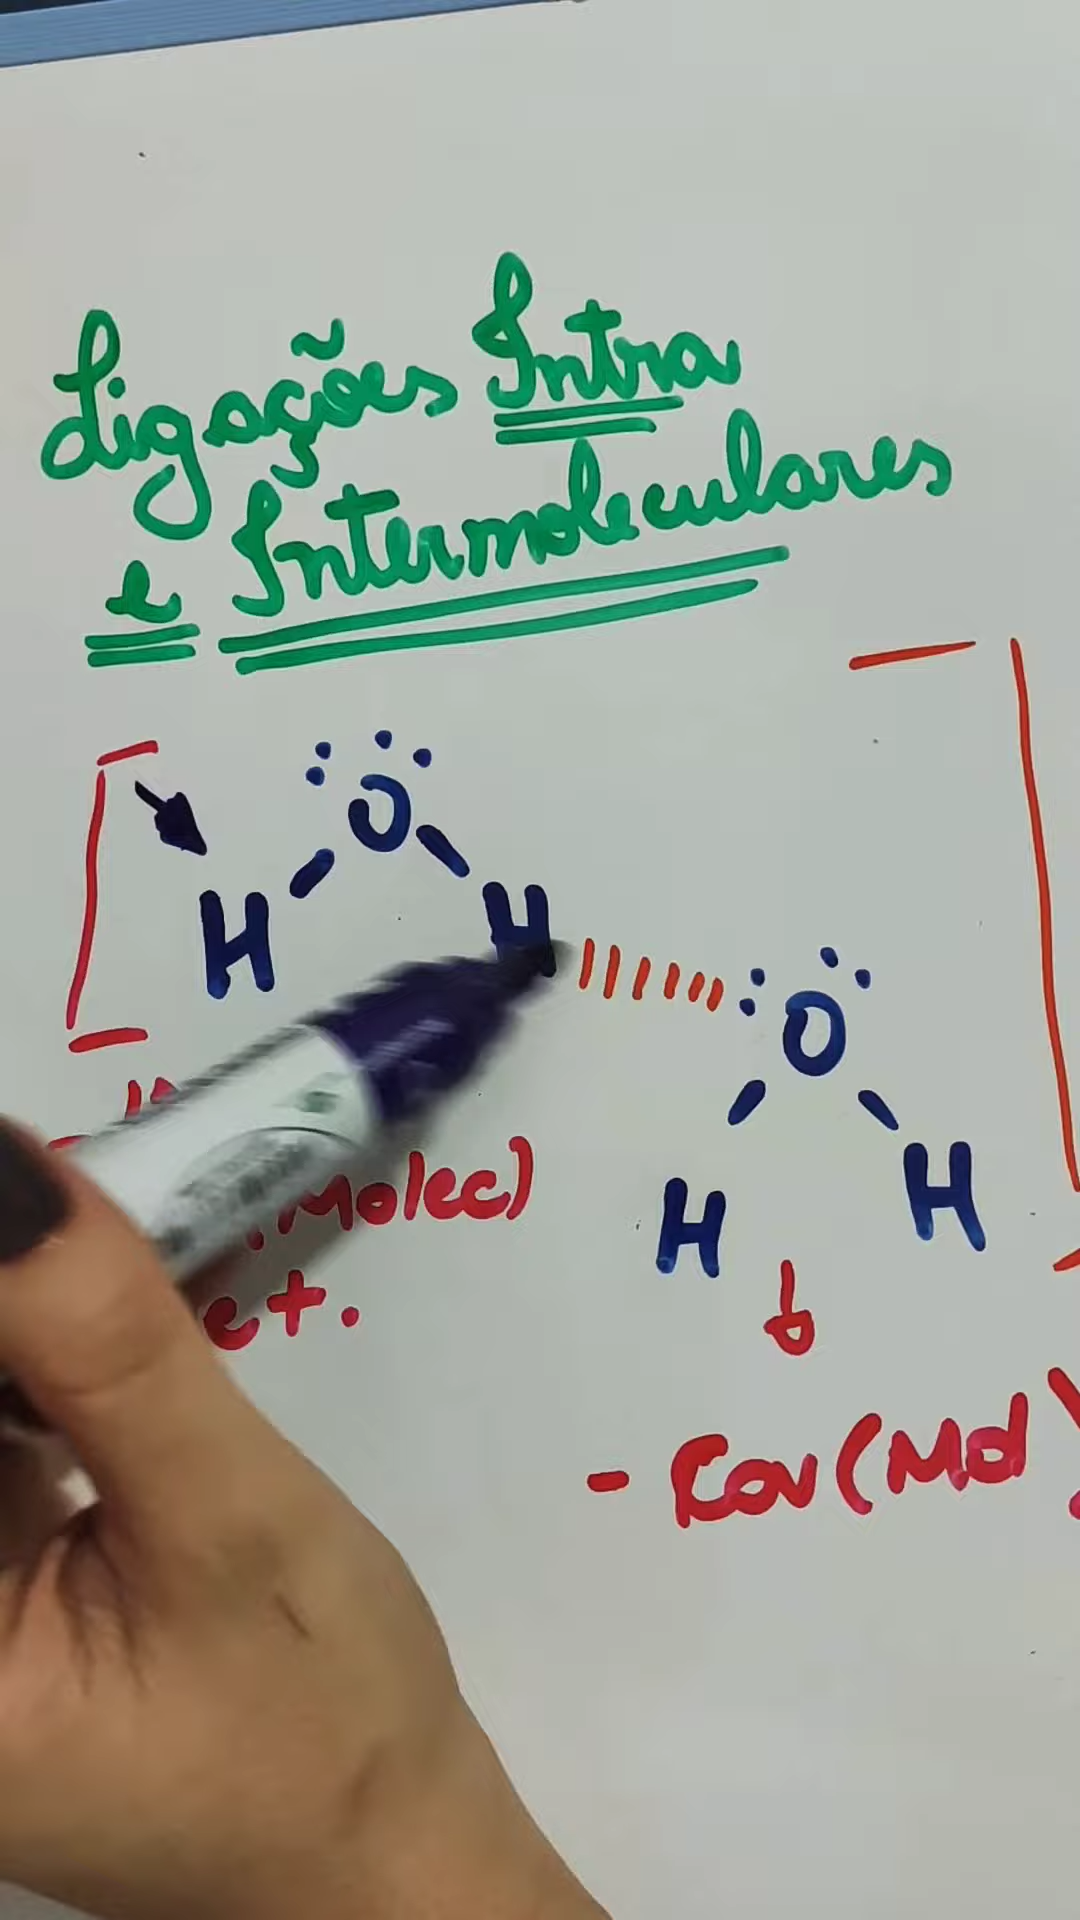 Ligações Intra
e Intermoleculares
O
H H
O
H H
Molec)
et.
- Cov(Mol)